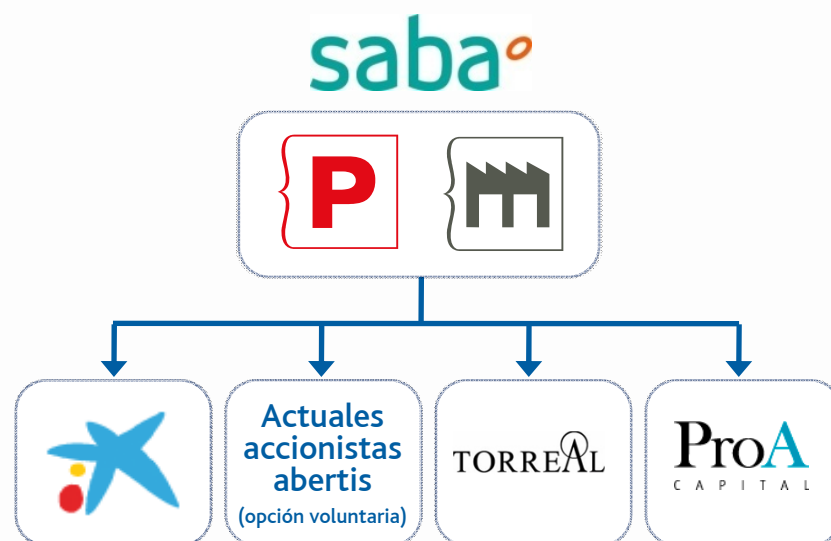 saba
P
Actuales
accionistas
abertis
(opción voluntaria)
TORREAL
ProA
CAPITAL